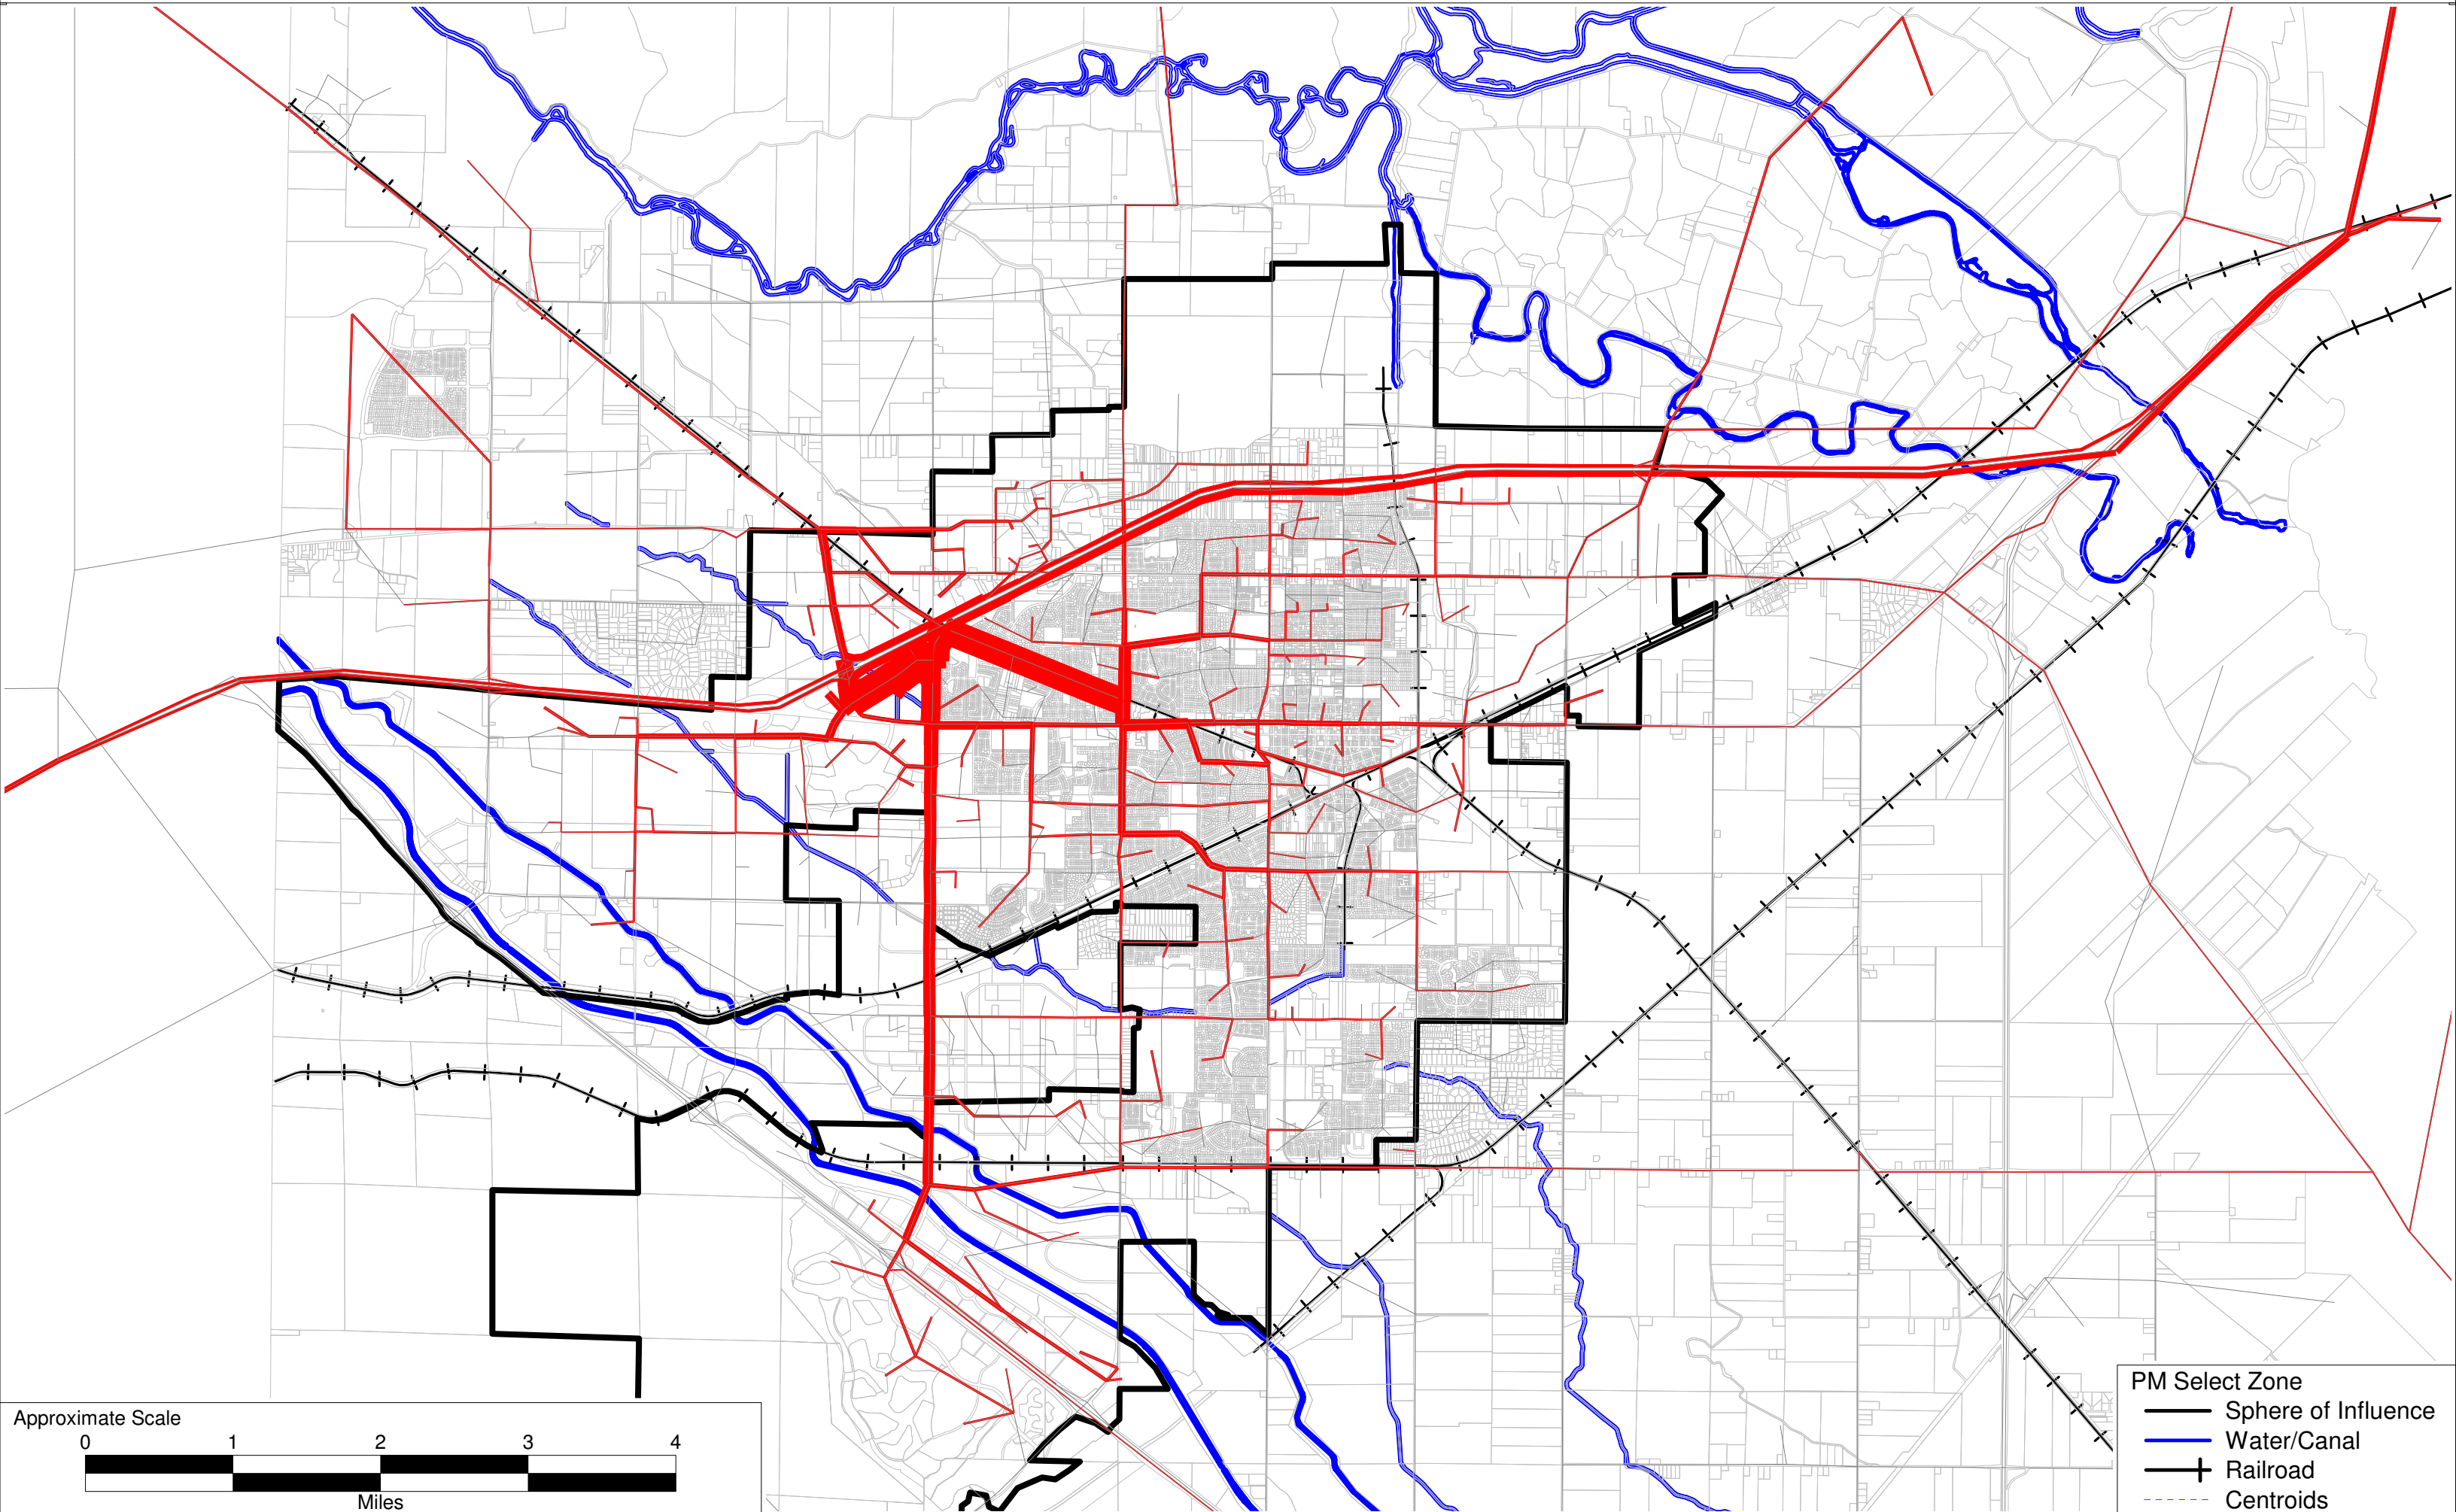 Approximate Scale
0 1 2 3 4
Miles
PM Select Zone
Sphere of Influence
Water/Canal
Railroad
Centroids